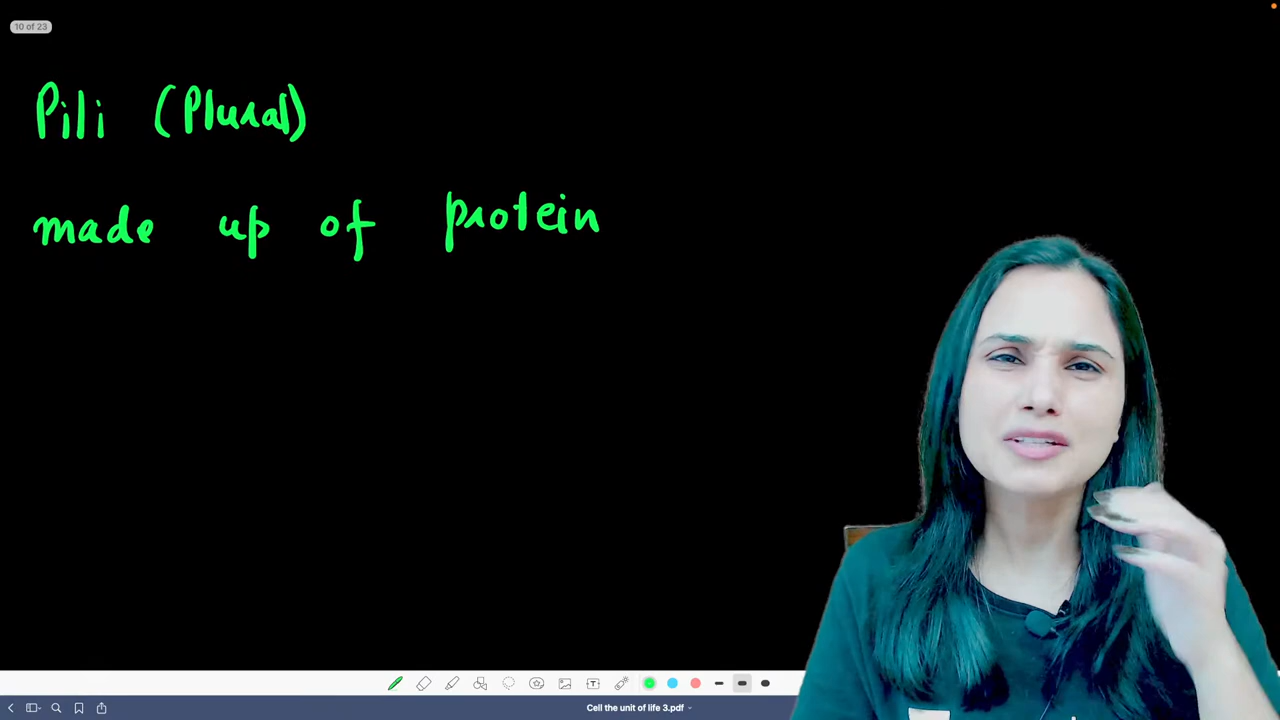 10 of 23
Pili (Plural)
made up of protein
Cell the unit of life 3.pdf